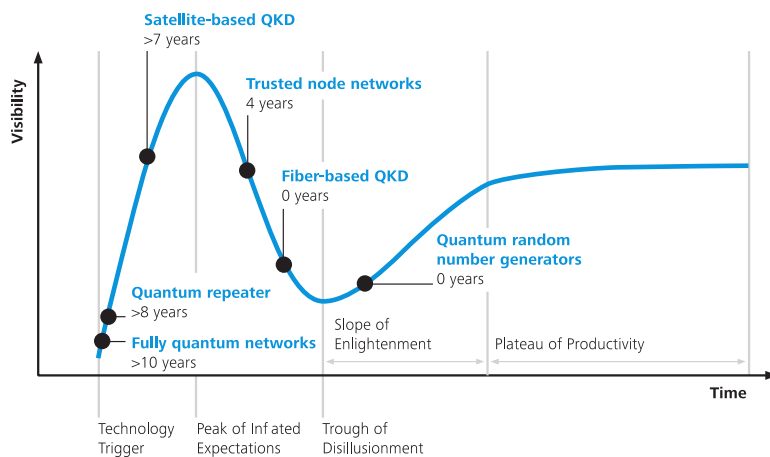 Satellite-based QKD
>7 years
Trusted node networks
4 years
Visibility
Fiber-based QKD
0 years
Quantum random
number generators
0 years
Quantum repeater
>8 years
Fully quantum networks
>10 years
Slope of
Enlightenment
Plateau of Productivity
Time
Technology
Trigger
Peak of Inf ated
Expectations
Trough of
Disillusionment